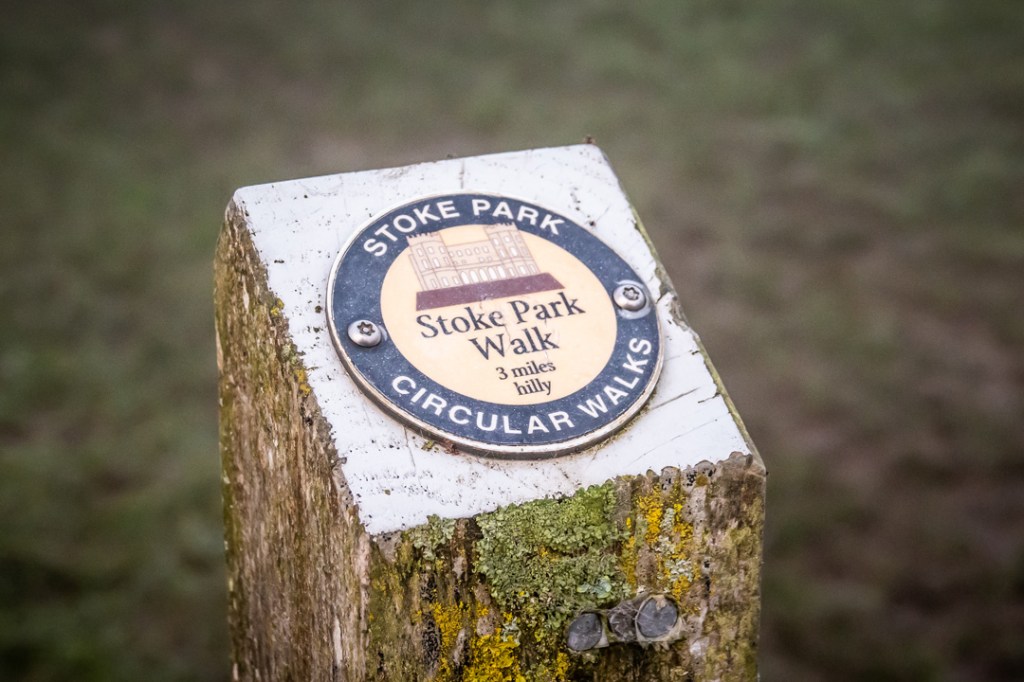 STOKE PARK
Stoke Park
Walk
3 miles
hilly
CIRCULAR WALKS